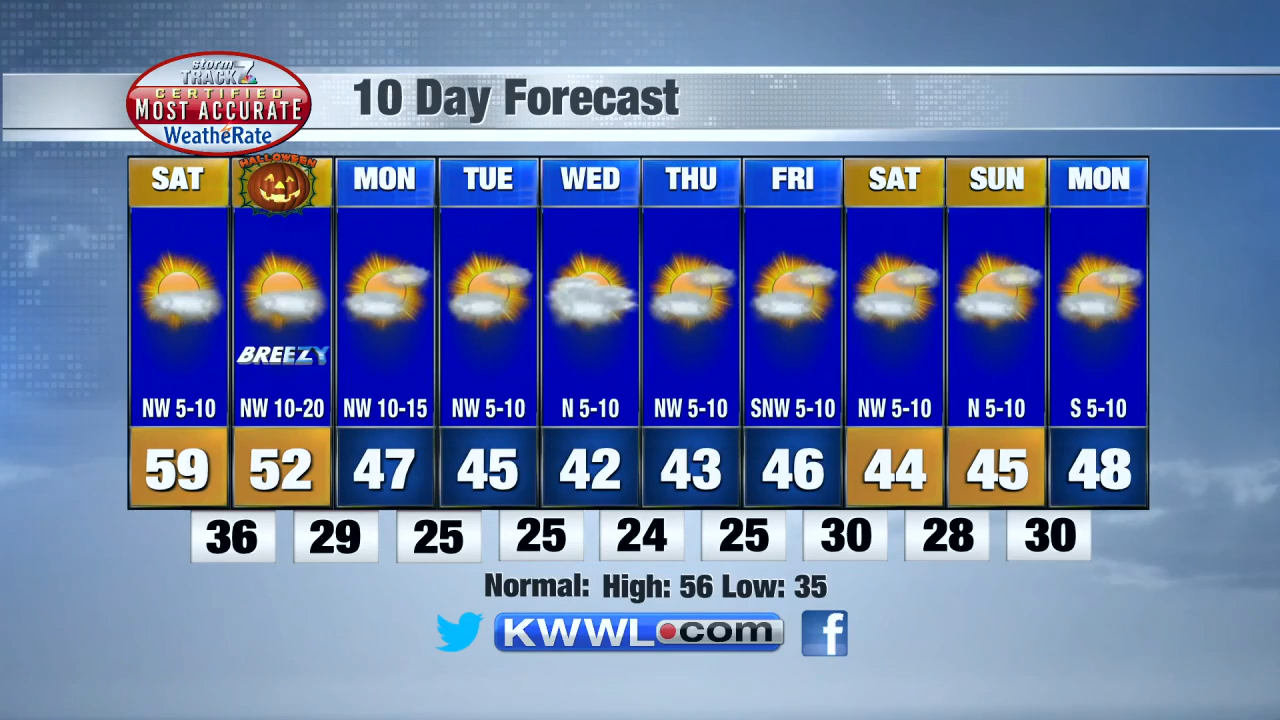 storm
TRACK 7
CERTIFIED
MOST ACCURATE
WeatheRate
10 Day Forecast
SAT HALLOWEEN MON TUE WED THU FRI SAT SUN MON
BREEZY
NW 5-10 NW 10-20 NW 10-15 NW 5-10 N 5-10 NW 5-10 SNW 5-10 NW 5-10 N 5-10 S 5-10
59 52 47 45 42 43 46 44 45 48
36 29 25 25 24 25 30 28 30
Normal: High: 56 Low: 35
KWWL.com f